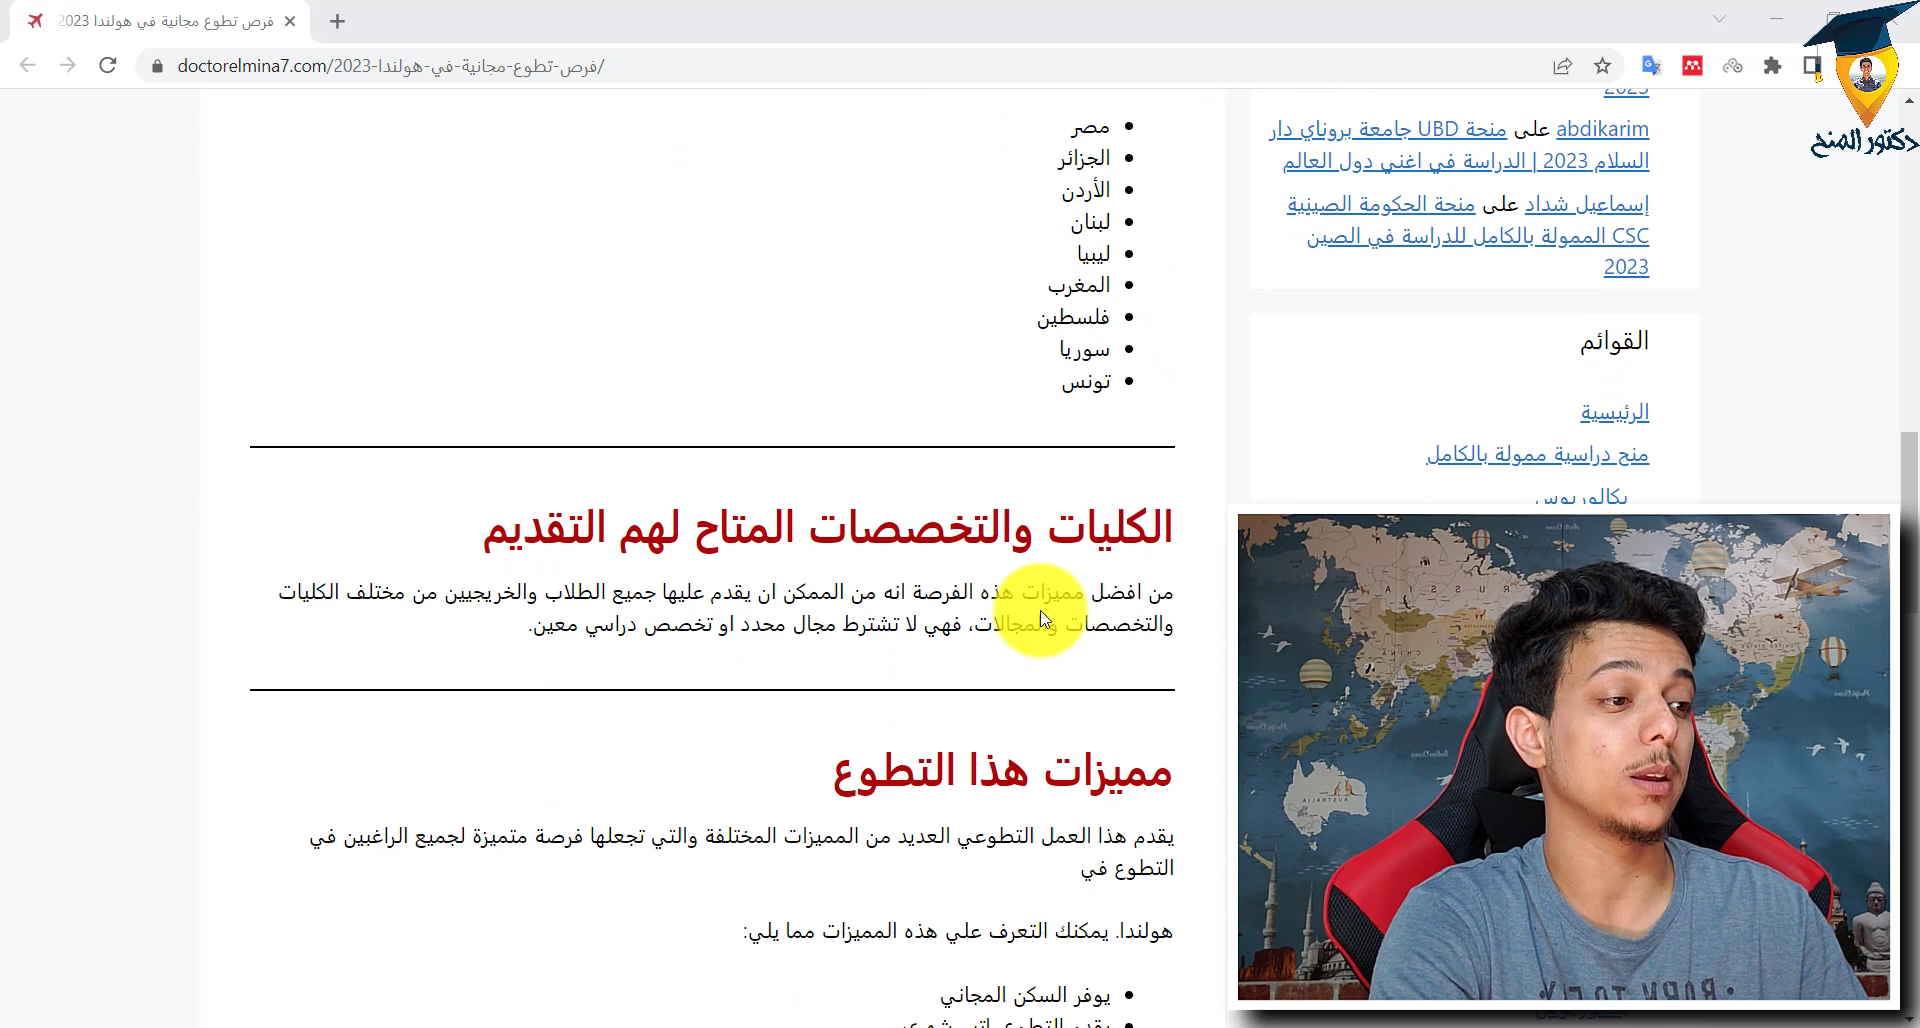 فرص تطوع مجانية في هولندا 2023
doctorelmina7.com/2023-فرص-تطوع-مجانية-في-هولندا/
دكتور المنح
مصر
الجزائر
الأردن
لبنان
ليبيا
المغرب
فلسطين
سوريا
تونس
الكليات والتخصصات المتاح لهم التقديم
من افضل مميزات هذه الفرصة انه من الممكن ان يقدم عليها جميع الطلاب والخريجيين من مختلف الكليات
والتخصصات والمجالات، فهي لا تشترط مجال محدد او تخصص دراسي معين.
مميزات هذا التطوع
يقدم هذا العمل التطوعي العديد من المميزات المختلفة والتي تجعلها فرصة متميزة لجميع الراغبين في
التطوع في
هولندا. يمكنك التعرف علي هذه المميزات مما يلي:
يوفر السكن المجاني
2023
abdikarim على منحة UBD جامعة بروناي دار
السلام 2023 | الدراسة في اغني دول العالم
إسماعيل شداد على منحة الحكومة الصينية
CSC الممولة بالكامل للدراسة في الصين
2023
القوائم
الرئيسية
منح دراسية ممولة بالكامل
بكالوريوس
RUSSIA
CHINA
AUSTRALIA